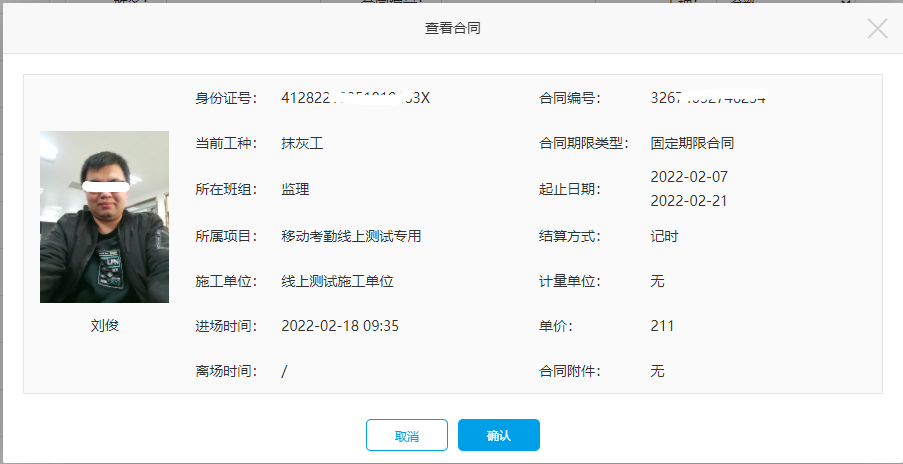 查看合同
身份证号： 合同编号：
当前工种： 抹灰工 合同期限类型： 固定期限合同
所在班组： 监理 起止日期： 2022-02-07
2022-02-21
所属项目： 移动考勤线上测试专用 结算方式： 记时
施工单位： 线上测试施工单位 计量单位： 无
刘俊 进场时间： 2022-02-18 09:35 单价： 211
离场时间： / 合同附件： 无
取消 确认